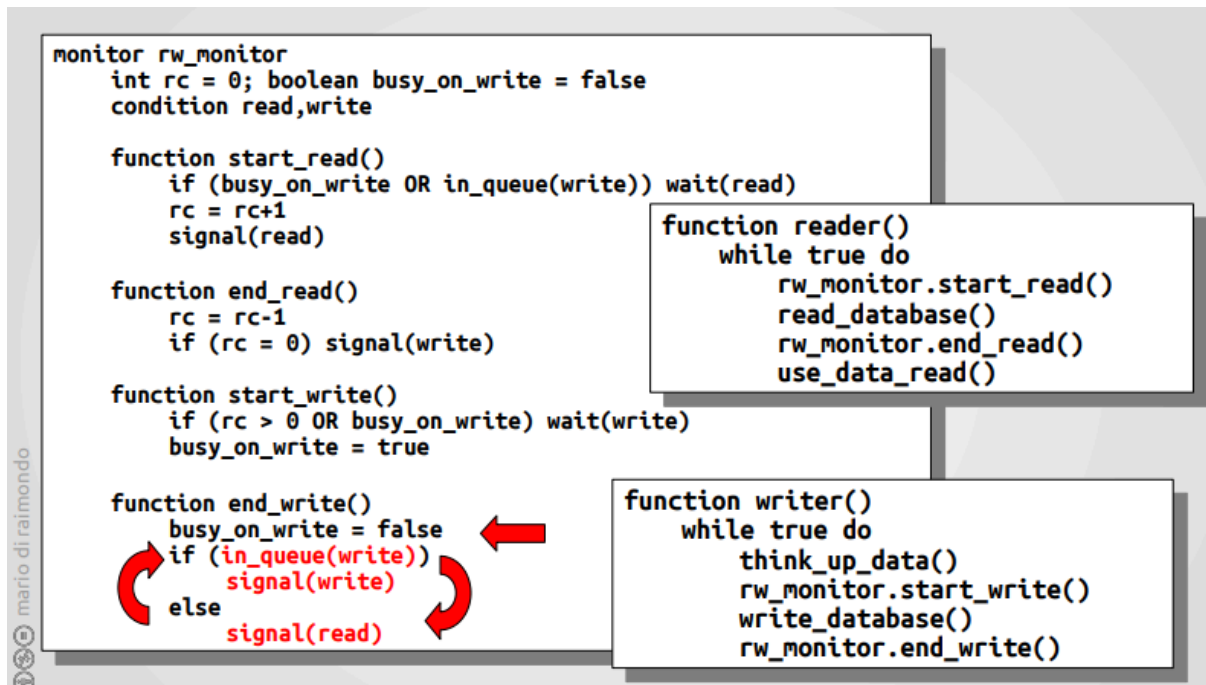 monitor rw_monitor
int rc = 0; boolean busy_on_write = false
condition read,write
function start_read()
if (busy_on_write OR in_queue(write)) wait(read)
rc = rc+1
signal(read)
function end_read()
rc = rc-1
if (rc = 0) signal(write)
function start_write()
if (rc > 0 OR busy_on_write) wait(write)
busy_on_write = true
function end_write()
busy_on_write = false
if (in_queue(write))
signal(write)
else
signal(read)
function reader()
while true do
rw_monitor.start_read()
read_database()
rw_monitor.end_read()
use_data_read()
function writer()
while true do
think_up_data()
rw_monitor.start_write()
write_database()
rw_monitor.end_write()
mario di raimondo